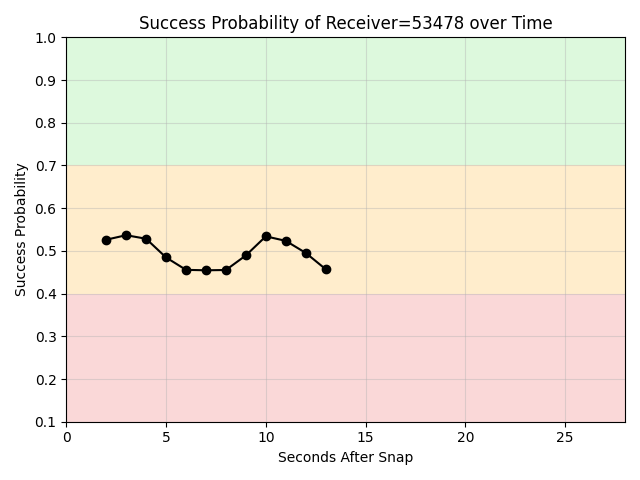 Success Probability of Receiver=53478 over Time
1.0
0.9
0.8
0.7
0.6
0.5
0.4
0.3
0.2
0.1
Success Probability
0 5 10 15 20 25
Seconds After Snap